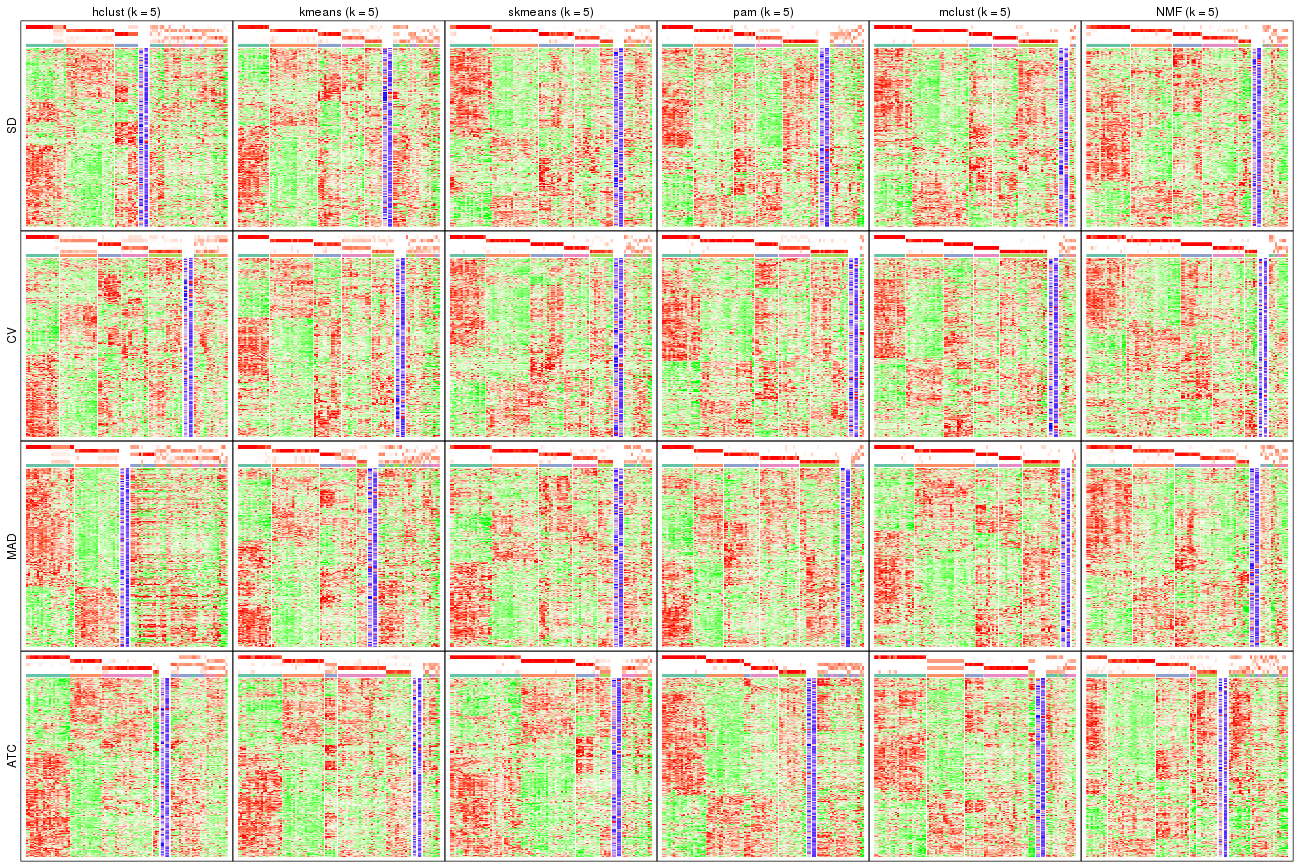 hclust (k = 5) kmeans (k = 5) skmeans (k = 5) pam (k = 5) mclust (k = 5) NMF (k = 5)
SD
CV
MAD
ATC